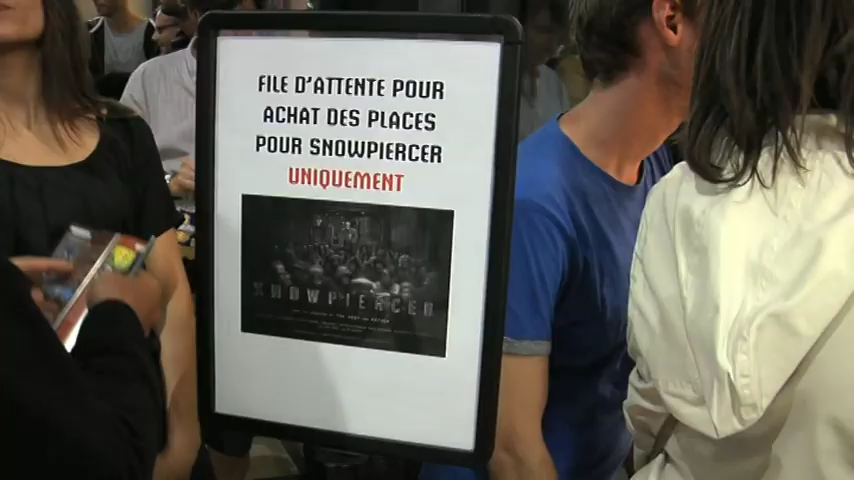 FILE D'ATTENTE POUR
ACHAT DES PLACES
POUR SNOWPIERCER
UNIQUEMENT
SNOWPIERCER